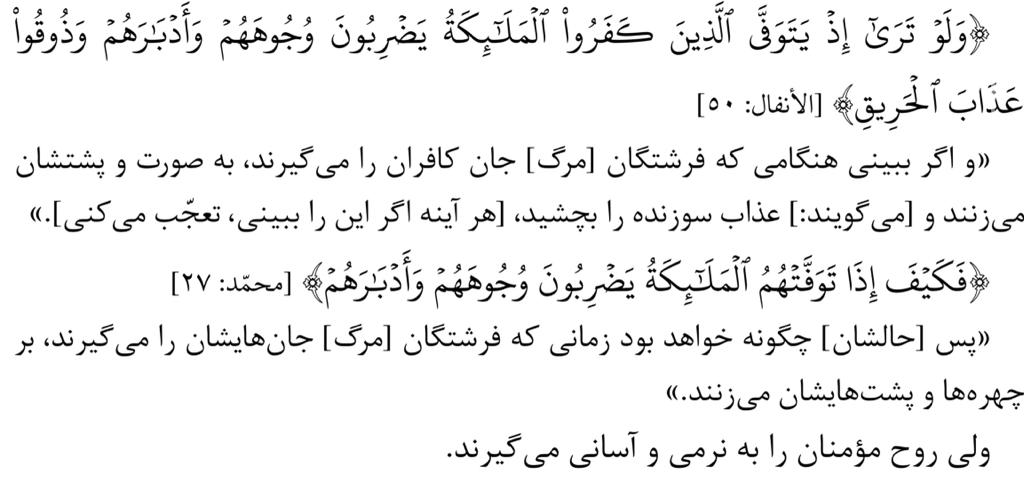 ﴿وَلَوۡ تَرَىٰٓ إِذۡ يَتَوَفَّى ٱلَّذِينَ كَفَرُواْ ٱلۡمَلَـٰٓئِكَةُ يَضۡرِبُونَ وُجُوهَهُمۡ وَأَدۡبَـٰرَهُمۡ وَذُوقُواْ
عَذَابَ ٱلۡحَرِيقِ﴾ [الأنفال: ۵۰]
«و اگر ببینی هنگامی که فرشتگان [مرگ] جان کافران را می‌گیرند، به صورت و پشتشان
می‌زنند و [می‌گویند:] عذاب سوزنده را بچشید، [هر آینه اگر این را ببینی، تعجّب می‌کنی].»
﴿فَكَيۡفَ إِذَا تَوَفَّتۡهُمُ ٱلۡمَلَـٰٓئِكَةُ يَضۡرِبُونَ وُجُوهَهُمۡ وَأَدۡبَـٰرَهُمۡ﴾ [محمّد: ۲۷]
«پس [حالشان] چگونه خواهد بود زمانی که فرشتگان [مرگ] جان‌هایشان را می‌گیرند، بر
چهره‌ها و پشت‌هایشان می‌زنند.»
ولی روح مؤمنان را به نرمی و آسانی می‌گیرند.